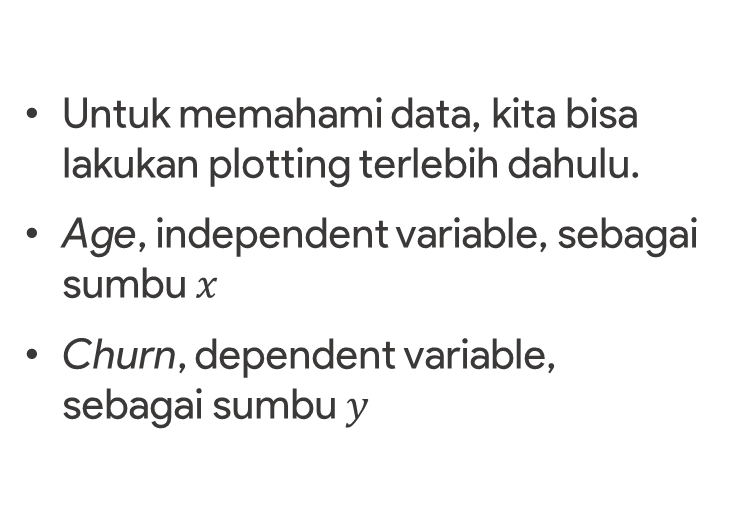 • Untuk memahami data, kita bisa
lakukan plotting terlebih dahulu.
• Age, independent variable, sebagai
sumbu x
• Churn, dependent variable,
sebagai sumbu y